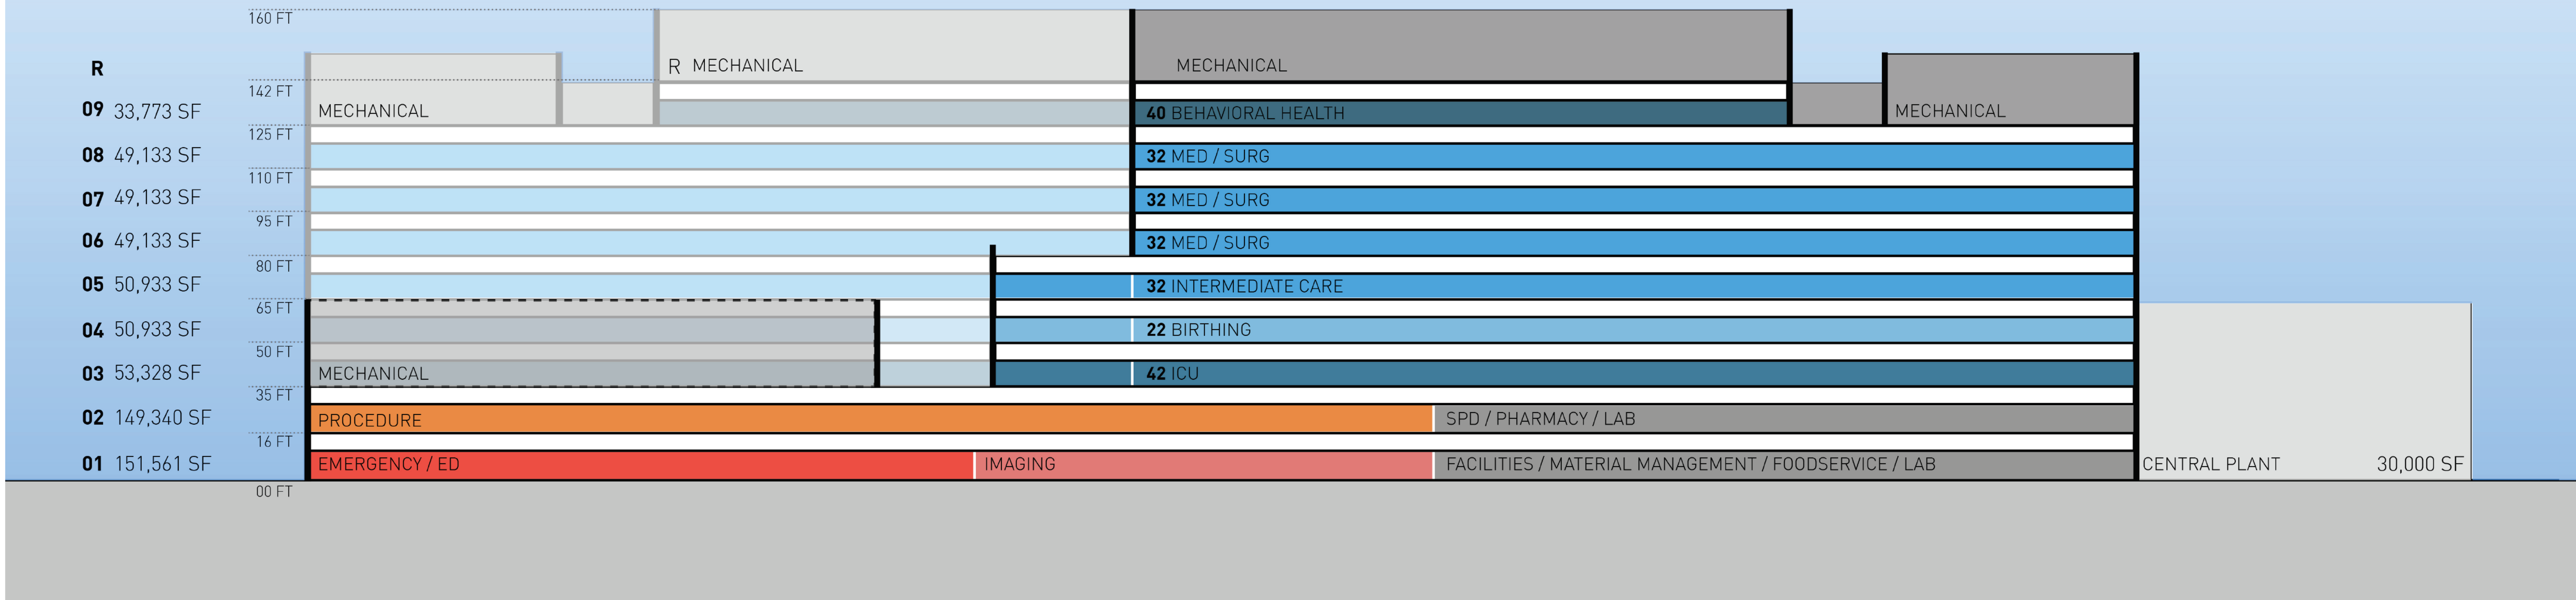 160 FT
R
R MECHANICAL
MECHANICAL
142 FT
09 33,773 SF
MECHANICAL
40 BEHAVIORAL HEALTH
MECHANICAL
125 FT
08 49,133 SF
32 MED / SURG
110 FT
07 49,133 SF
32 MED / SURG
95 FT
06 49,133 SF
32 MED / SURG
80 FT
05 50,933 SF
32 INTERMEDIATE CARE
65 FT
04 50,933 SF
22 BIRTHING
50 FT
03 53,328 SF
MECHANICAL
42 ICU
35 FT
02 149,340 SF
PROCEDURE
SPD / PHARMACY / LAB
16 FT
01 151,561 SF
EMERGENCY / ED
IMAGING
FACILITIES / MATERIAL MANAGEMENT / FOODSERVICE / LAB
CENTRAL PLANT 30,000 SF
00 FT